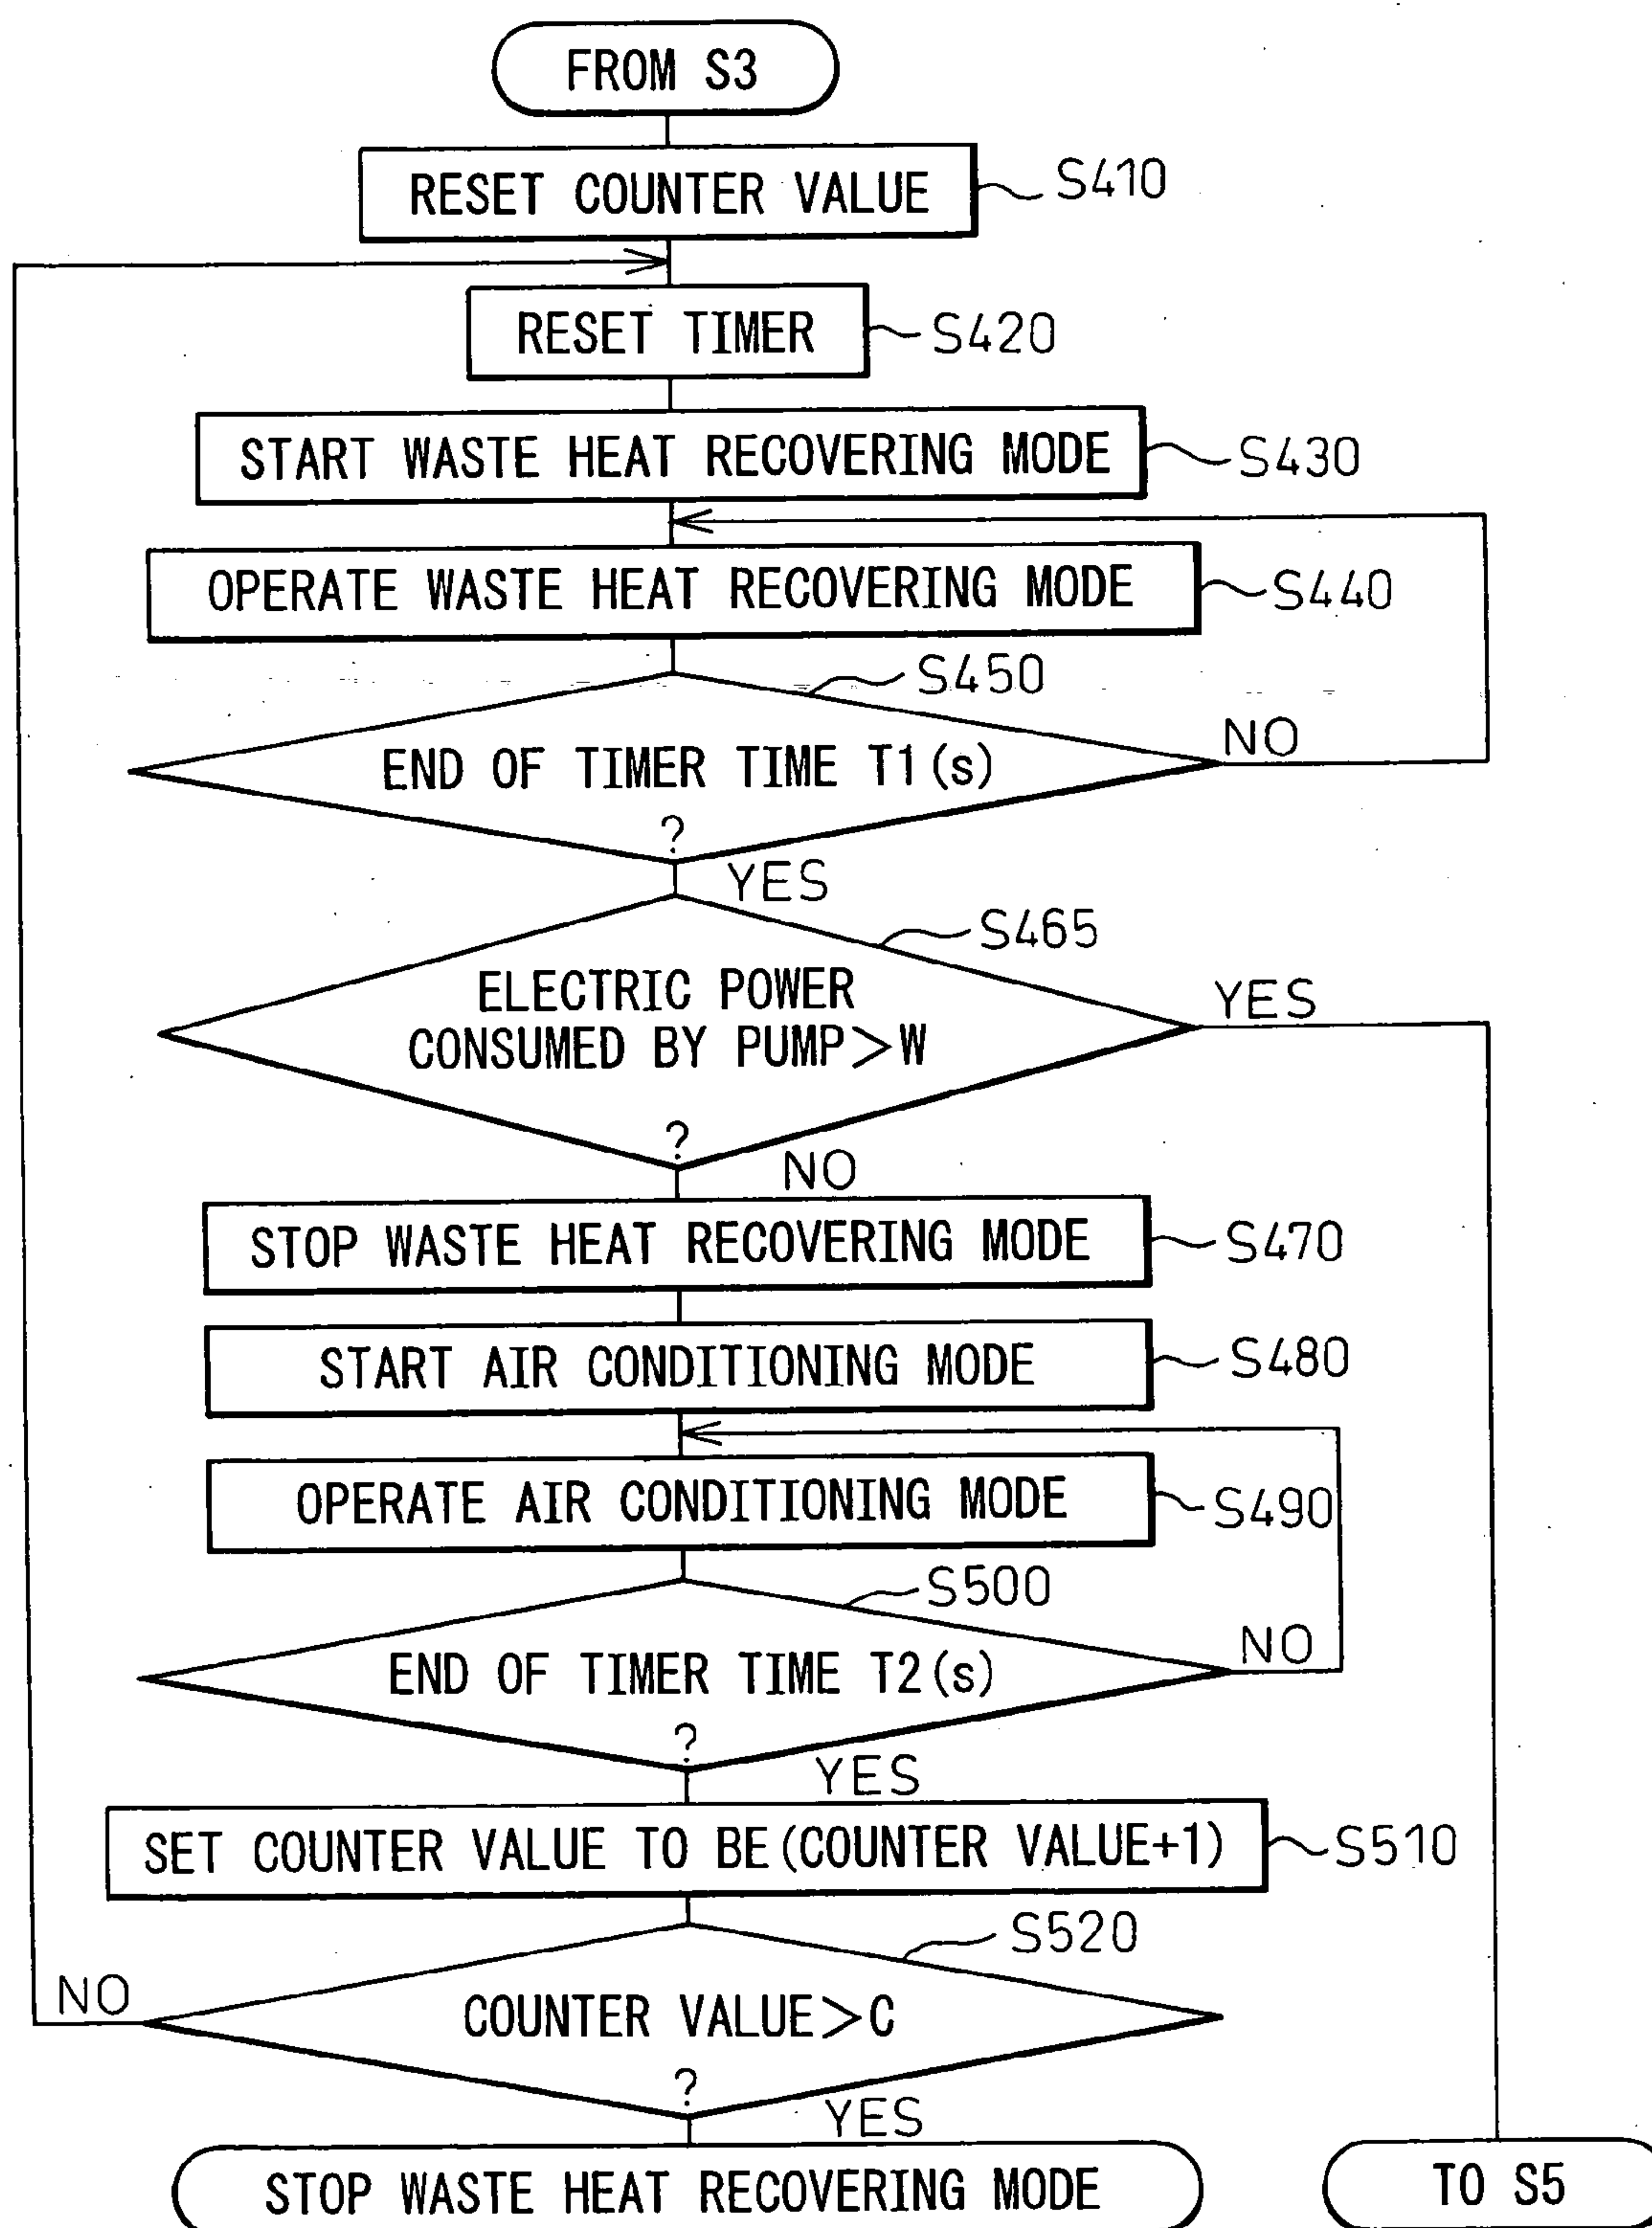 FROM S3
RESET COUNTER VALUE
S410
RESET TIMER
S420
START WASTE HEAT RECOVERING MODE
S430
OPERATE WASTE HEAT RECOVERING MODE
S440
S450
END OF TIMER TIME T1(s)
?
NO
YES
S465
ELECTRIC POWER
CONSUMED BY PUMP>W
?
YES
NO
STOP WASTE HEAT RECOVERING MODE
S470
START AIR CONDITIONING MODE
S480
OPERATE AIR CONDITIONING MODE
S490
S500
END OF TIMER TIME T2(s)
?
NO
YES
SET COUNTER VALUE TO BE(COUNTER VALUE+1)
S510
S520
NO
COUNTER VALUE>C
?
YES
STOP WASTE HEAT RECOVERING MODE
TO S5